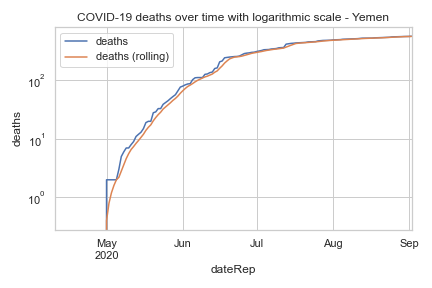 COVID-19 deaths over time with logarithmic scale - Yemen
deaths
deaths (rolling)
10²
10¹
10⁰
deaths
May
2020
Jun
Jul
Aug
Sep
dateRep